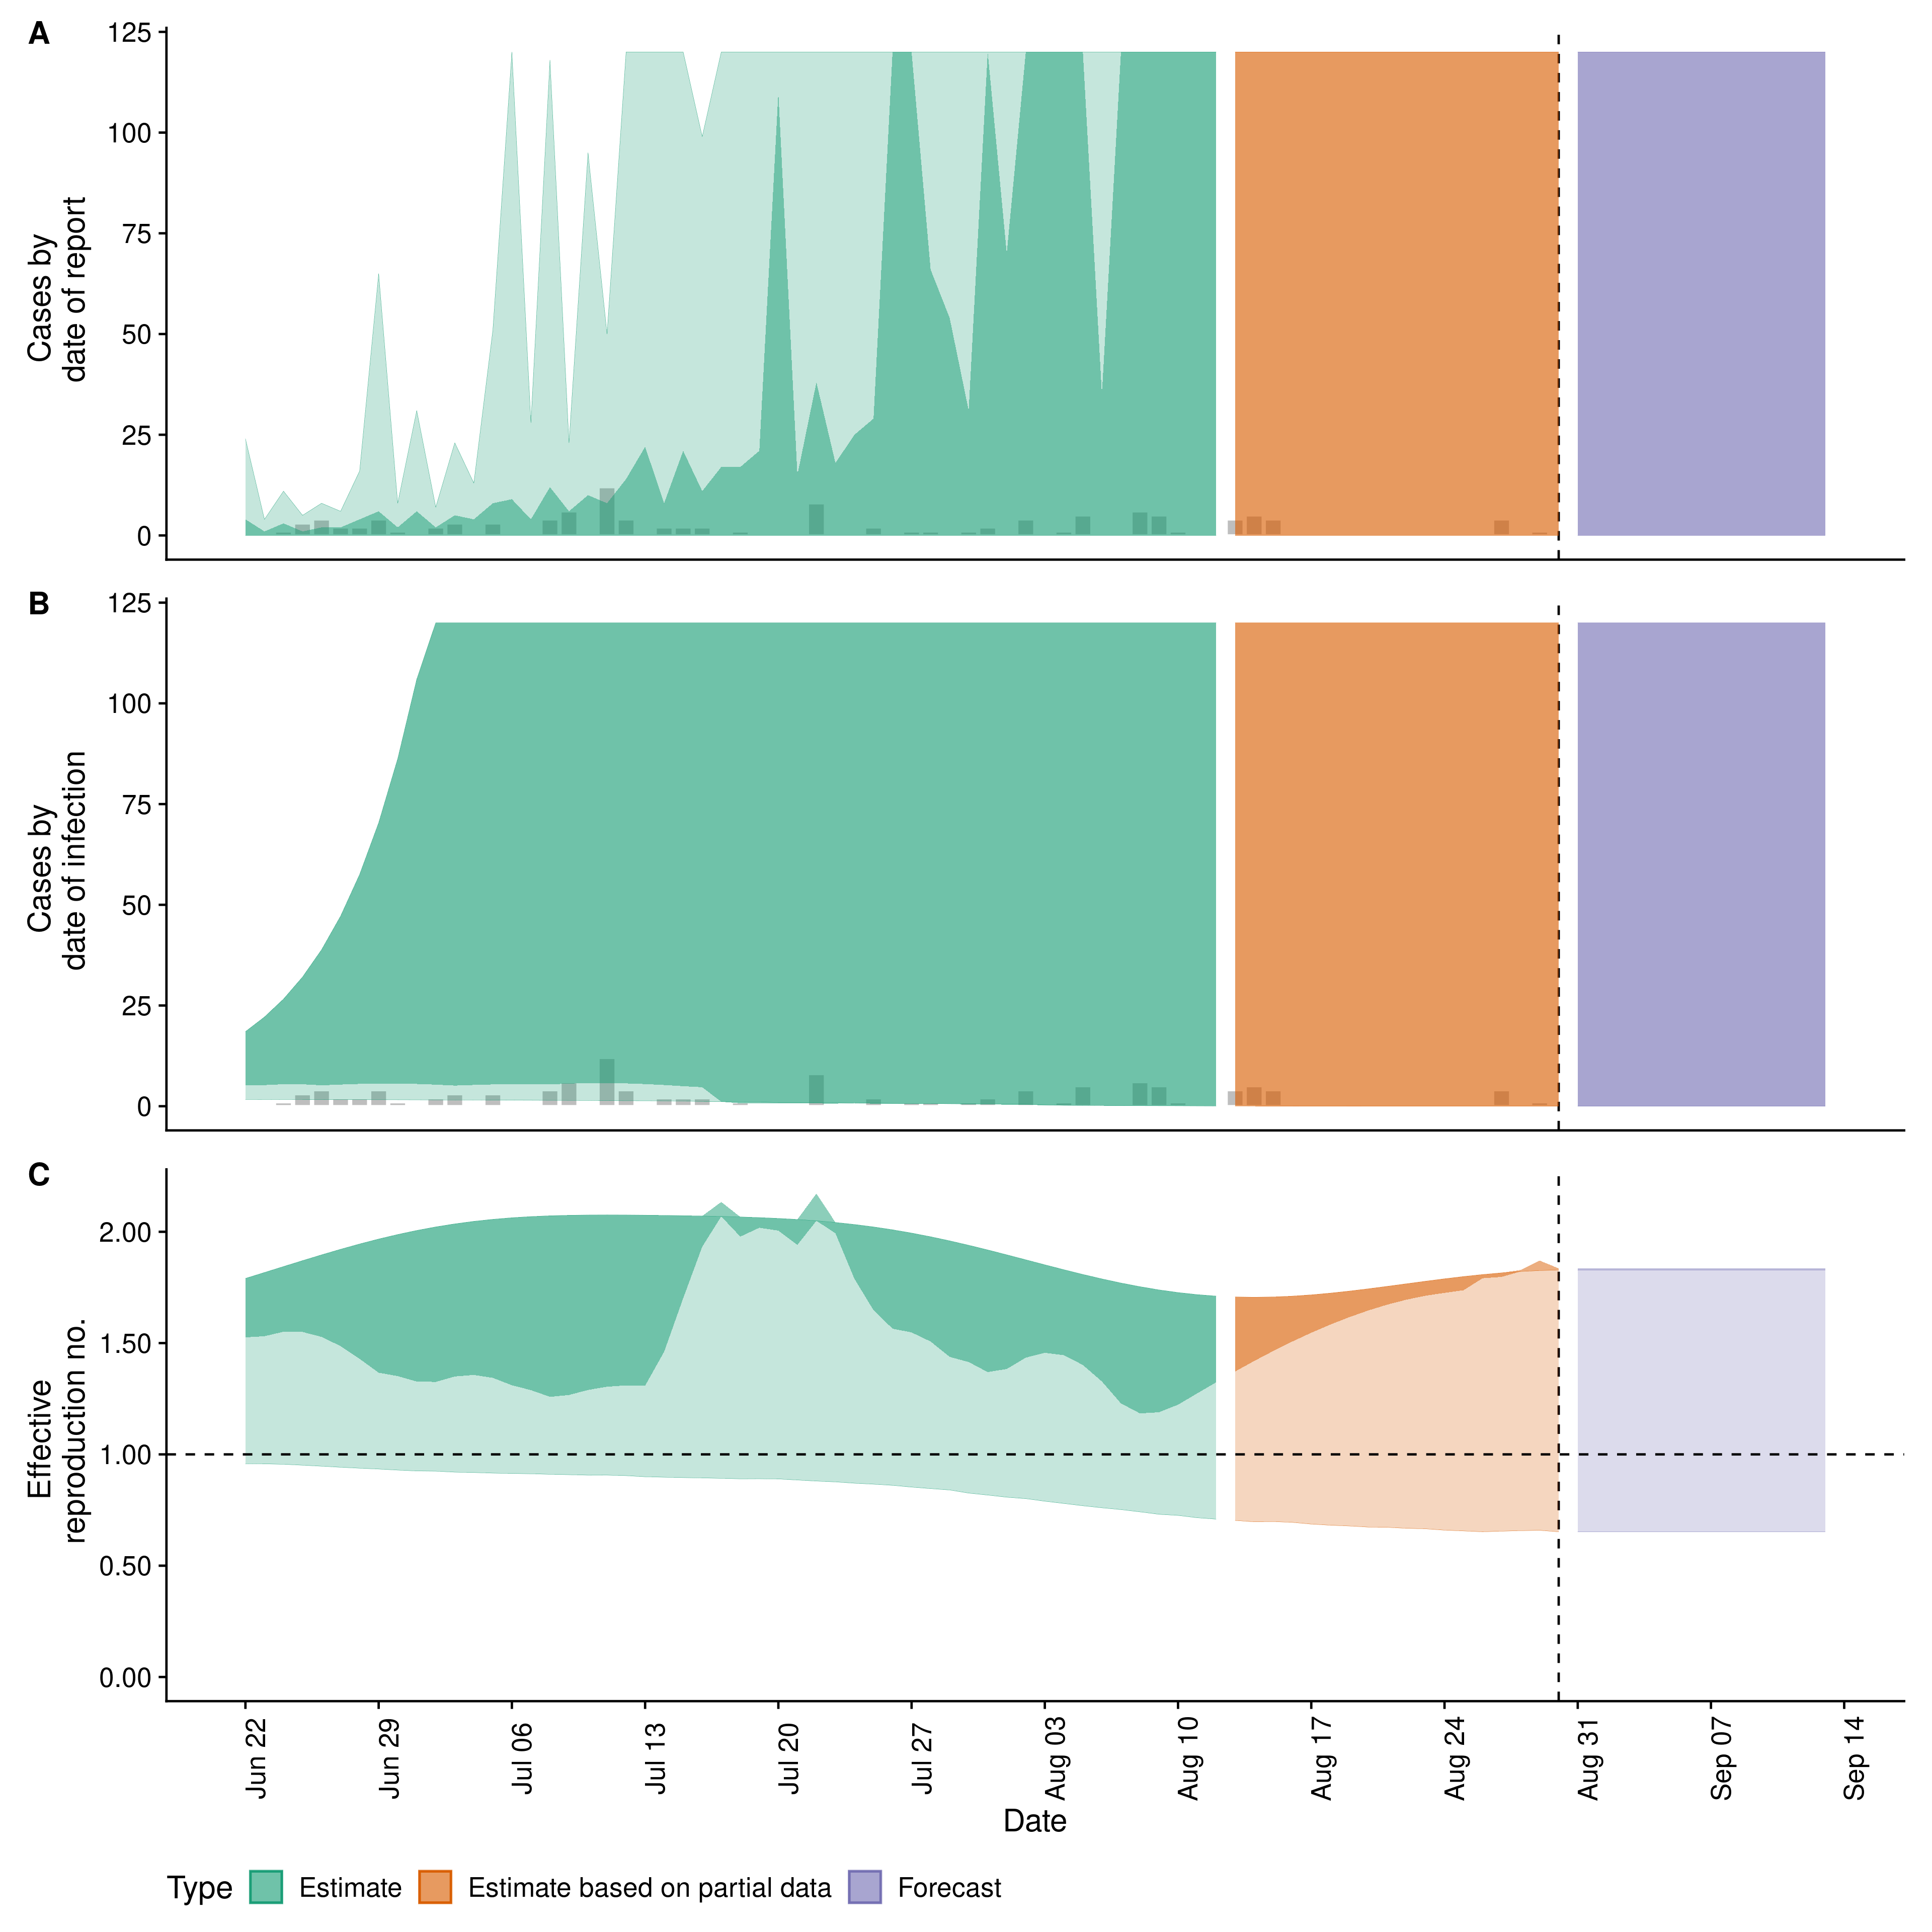 A
125
100
75
50
25
0
Cases by
date of report
B
125
100
75
50
25
0
Cases by
date of infection
C
2.00
1.50
1.00
0.50
0.00
Effective
reproduction no.
Jun 22
Jun 29
Jul 06
Jul 13
Jul 20
Jul 27
Aug 03
Aug 10
Aug 17
Aug 24
Aug 31
Sep 07
Sep 14
Date
Type Estimate Estimate based on partial data Forecast